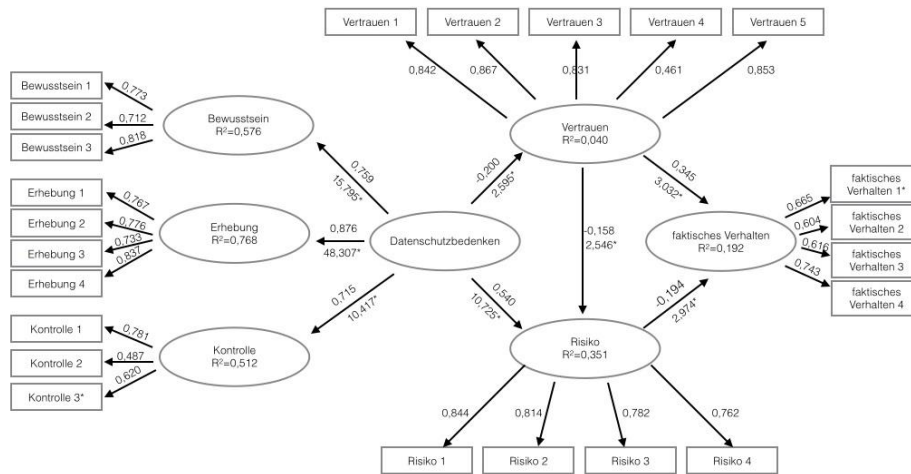 Vertrauen 1
Vertrauen 2
Vertrauen 3
Vertrauen 4
Vertrauen 5
0,842
0,867
0,831
0,461
0,853
Bewusstsein 1
Bewusstsein 2
Bewusstsein 3
0,773
0,712
0,818
Bewusstsein
R²=0,576
Vertrauen
R²=0,040
0,759
15,795*
-0,200
2,595*
0,345
3,032*
Erhebung 1
Erhebung 2
Erhebung 3
Erhebung 4
0,767
0,776
0,733
0,837
Erhebung
R²=0,768
0,876
48,307*
Datenschutzbedenken
-0,158
2,546*
faktisches Verhalten
R²=0,192
0,665
0,604
0,616
0,743
faktisches
Verhalten 1*
faktisches
Verhalten 2
faktisches
Verhalten 3
faktisches
Verhalten 4
0,715
10,417*
0,540
10,725*
-0,194
2,974*
Kontrolle 1
Kontrolle 2
Kontrolle 3*
0,781
0,487
0,620
Kontrolle
R²=0,512
Risiko
R²=0,351
0,844
0,814
0,782
0,762
Risiko 1
Risiko 2
Risiko 3
Risiko 4